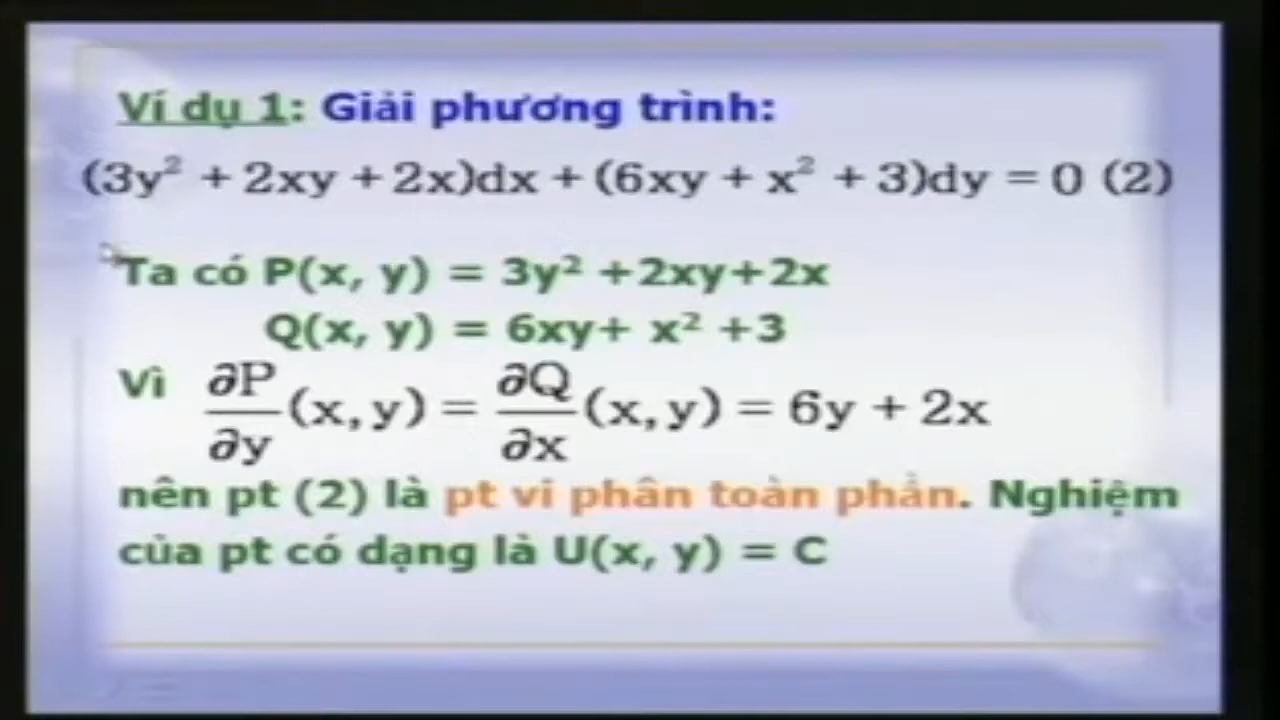 Ví dụ 1: Giải phương trình:
(3y² + 2xy + 2x)dx + (6xy + x² + 3)dy = 0 (2)
Ta có P(x, y) = 3y² +2xy+2x
Q(x, y) = 6xy+ x² +3
Vì ∂P/∂y (x,y) = ∂Q/∂x (x,y) = 6y + 2x
nên pt (2) là pt vi phân toàn phần. Nghiệm
của pt có dạng là U(x, y) = C